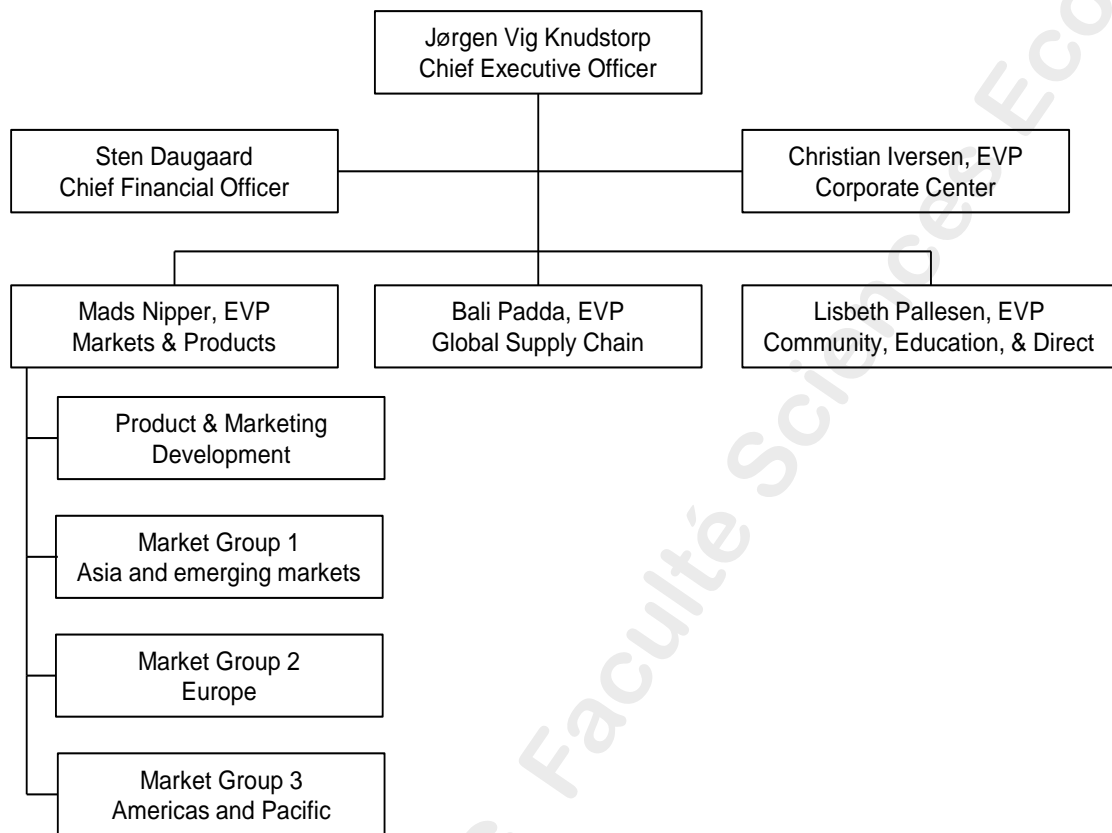 Jørgen Vig Knudstorp
Chief Executive Officer
Sten Daugaard
Chief Financial Officer
Christian Iversen, EVP
Corporate Center
Mads Nipper, EVP
Markets & Products
Bali Padda, EVP
Global Supply Chain
Lisbeth Pallesen, EVP
Community, Education, & Direct
Product & Marketing
Development
Market Group 1
Asia and emerging markets
Market Group 2
Europe
Market Group 3
Americas and Pacific
Faculté Sciences